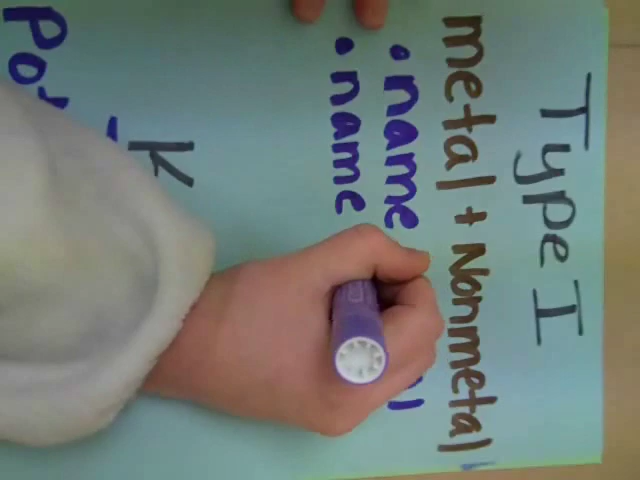 Type I
metal + Nonmetal
• name
• name
K